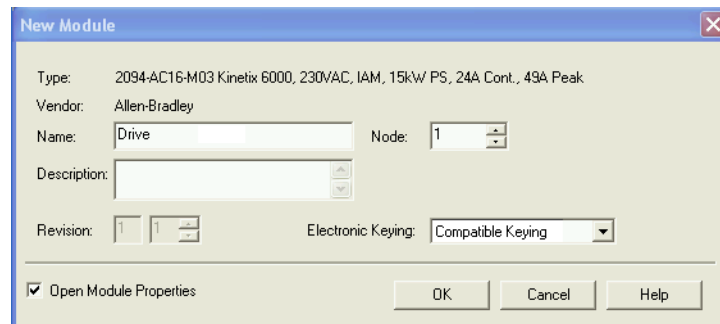 New Module
Type: 2094-AC16-M03 Kinetix 6000, 230VAC, IAM, 15kW PS, 24A Cont., 49A Peak
Vendor: Allen-Bradley
Name: Drive Node: 1
Description:
Revision: 1 1 Electronic Keying: Compatible Keying
Open Module Properties OK Cancel Help